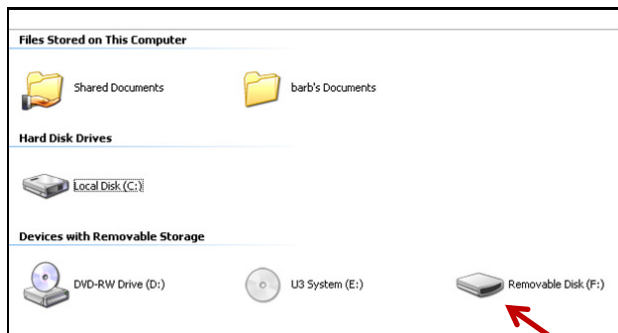 Files Stored on This Computer
Shared Documents
barb's Documents
Hard Disk Drives
Local Disk (C:)
Devices with Removable Storage
DVD-RW Drive (D:)
U3 System (E:)
Removable Disk (F:)